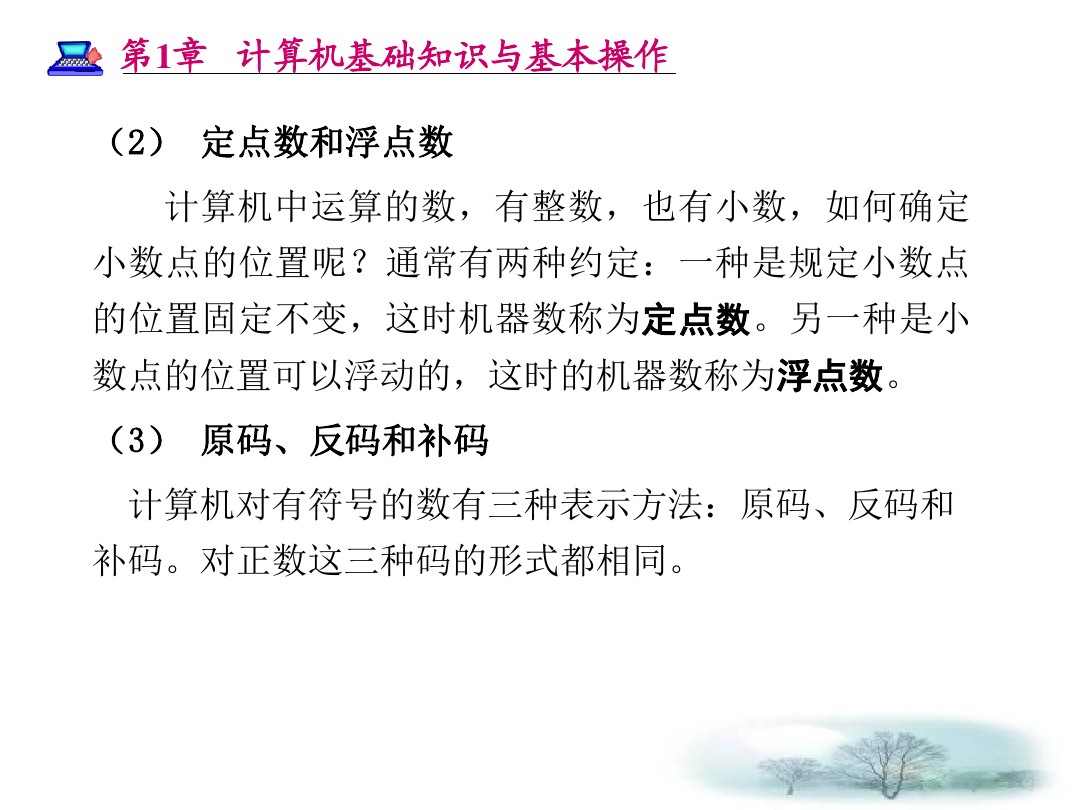 第1章 计算机基础知识与基本操作
（2） 定点数和浮点数
计算机中运算的数，有整数，也有小数，如何确定
小数点的位置呢？通常有两种约定：一种是规定小数点
的位置固定不变，这时机器数称为定点数。另一种是小
数点的位置可以浮动的，这时的机器数称为浮点数。
（3） 原码、反码和补码
计算机对有符号的数有三种表示方法：原码、反码和
补码。对正数这三种码的形式都相同。